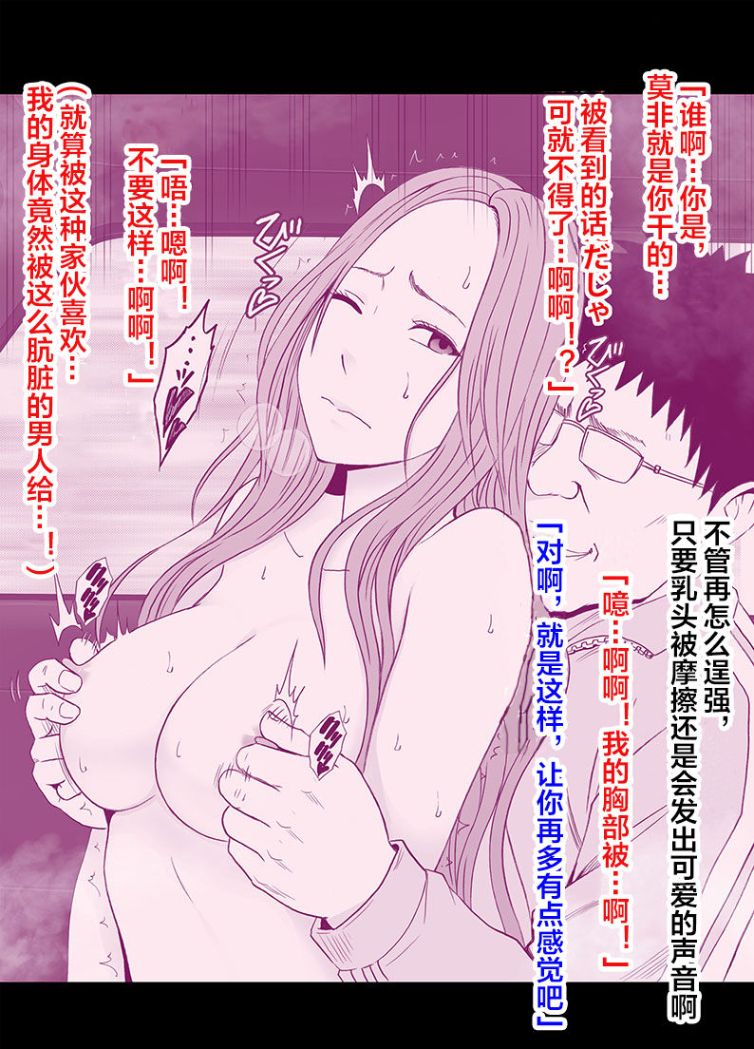 「谁啊…你是，
莫非就是你干的…
被看到的话だじゃ
可就不得了…啊啊！？」
「唔…嗯啊！
不要这样…啊啊！」
（就算被这种家伙喜欢…
我的身体竟然被这么肮脏的男人给…！）
不管再怎么逞强，
只要乳头被摩擦还是会发出可爱的声音啊
「噫…啊啊！我的胸部被…啊！」
「对啊，就是这样，让你再多有点感觉吧」